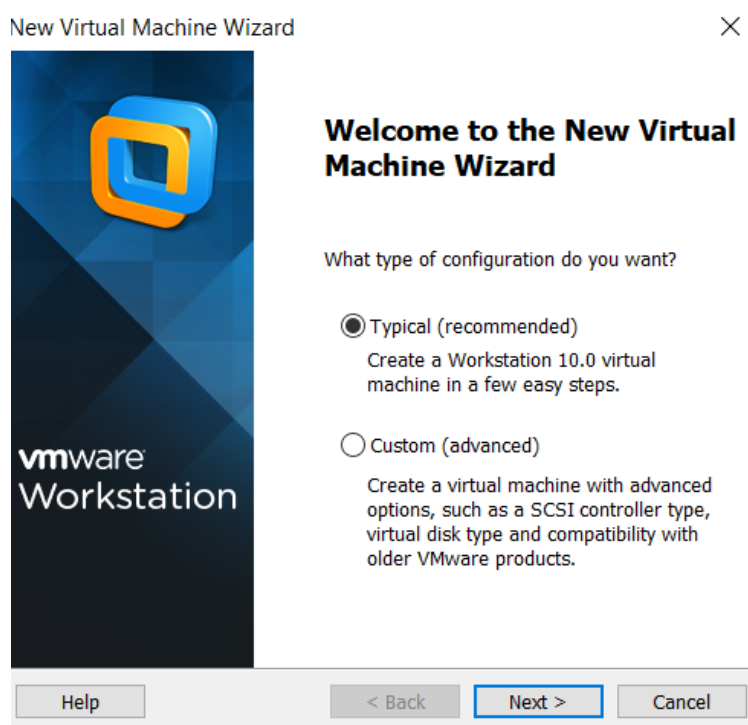 New Virtual Machine Wizard
Welcome to the New Virtual
Machine Wizard
What type of configuration do you want?
Typical (recommended)
Create a Workstation 10.0 virtual
machine in a few easy steps.
Custom (advanced)
Create a virtual machine with advanced
options, such as a SCSI controller type,
virtual disk type and compatibility with
older VMware products.
vmware
Workstation
Help
< Back
Next >
Cancel